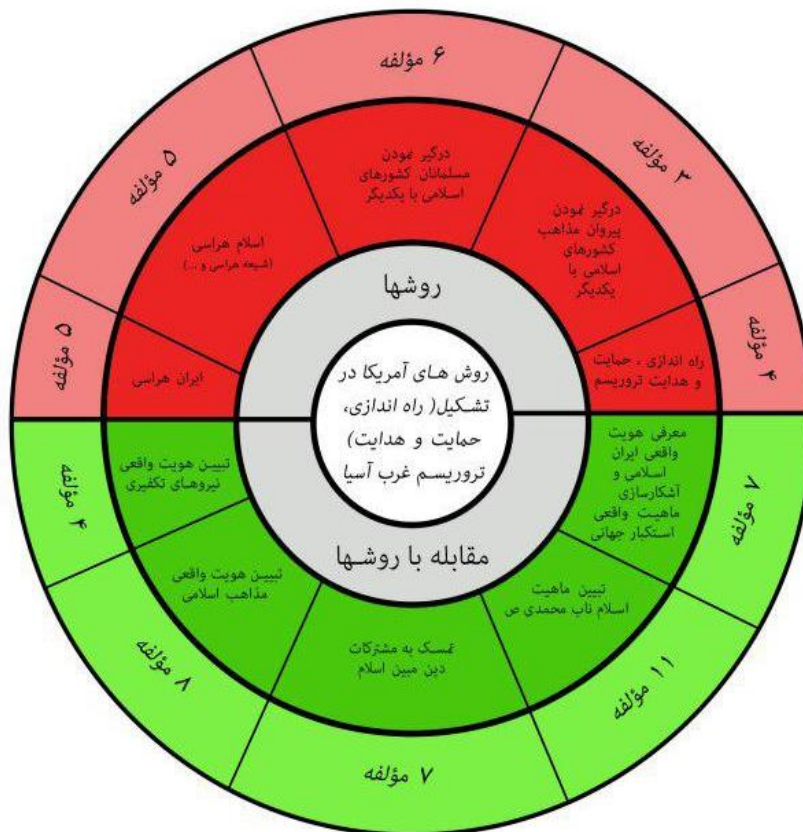 ۶ مؤلفه
۳ مؤلفه
۴ مؤلفه
۵ مؤلفه
۵ مؤلفه
درگیر نمودن
مسلمانان کشورهای
اسلامی با یکدیگر
درگیر نمودن
پیروان مذاهب
کشورهای
اسلامی با
یکدیگر
راه اندازی ، حمایت
و هدایت تروریسم
اسلام هراسی
(شیعه هراسی و ...)
ایران هراسی
روشها
روش های آمریکا در
تشکیل( راه اندازی،
حمایت و هدایت)
تروریسم غرب آسیا
مقابله با روشها
معرفی هویت
واقعی ایران
اسلامی و
آشکارسازی
ماهیت واقعی
استکبار جهانی
تبیین ماهیت
اسلام ناب محمدی ص
تمسک به مشترکات
دین مبین اسلام
تبیین هویت واقعی
مذاهب اسلامی
تبیین هویت واقعی
نیروهای تکفیری
۷ مؤلفه
۱۱ مؤلفه
۷ مؤلفه
۸ مؤلفه
۴ مؤلفه